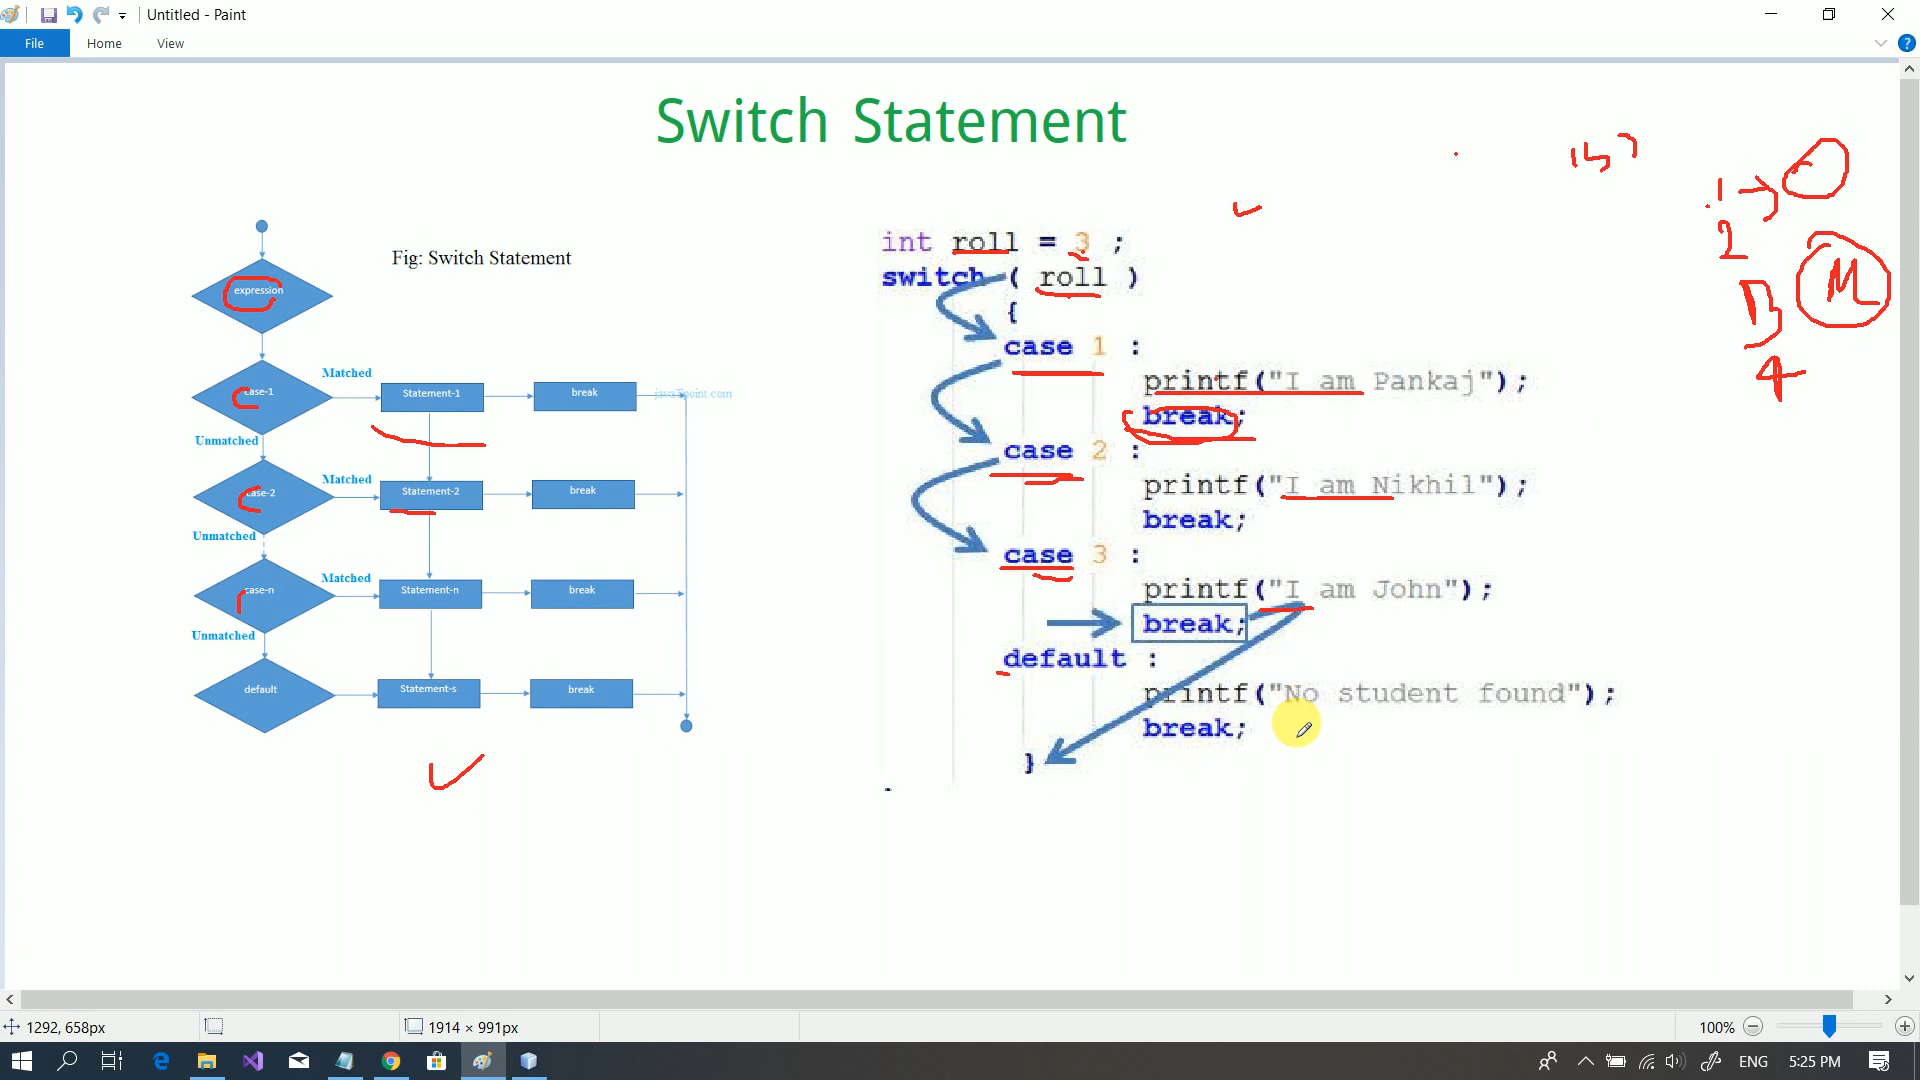 Untitled - Paint
File Home View
Switch Statement
Fig: Switch Statement
expression
case-1
Matched
Statement-1
break
javaTpoint.com
Unmatched
case-2
Matched
Statement-2
break
Unmatched
case-n
Matched
Statement-n
break
Unmatched
default
Statement-s
break
int roll = 3 ;
switch ( roll )
{
case 1 :
printf("I am Pankaj");
break;
case 2 :
printf("I am Nikhil");
break;
case 3 :
printf("I am John");
break;
default :
printf("No student found");
break;
}
1
2
M
4
1292, 658px
1914 × 991px
100%
ENG 5:25 PM